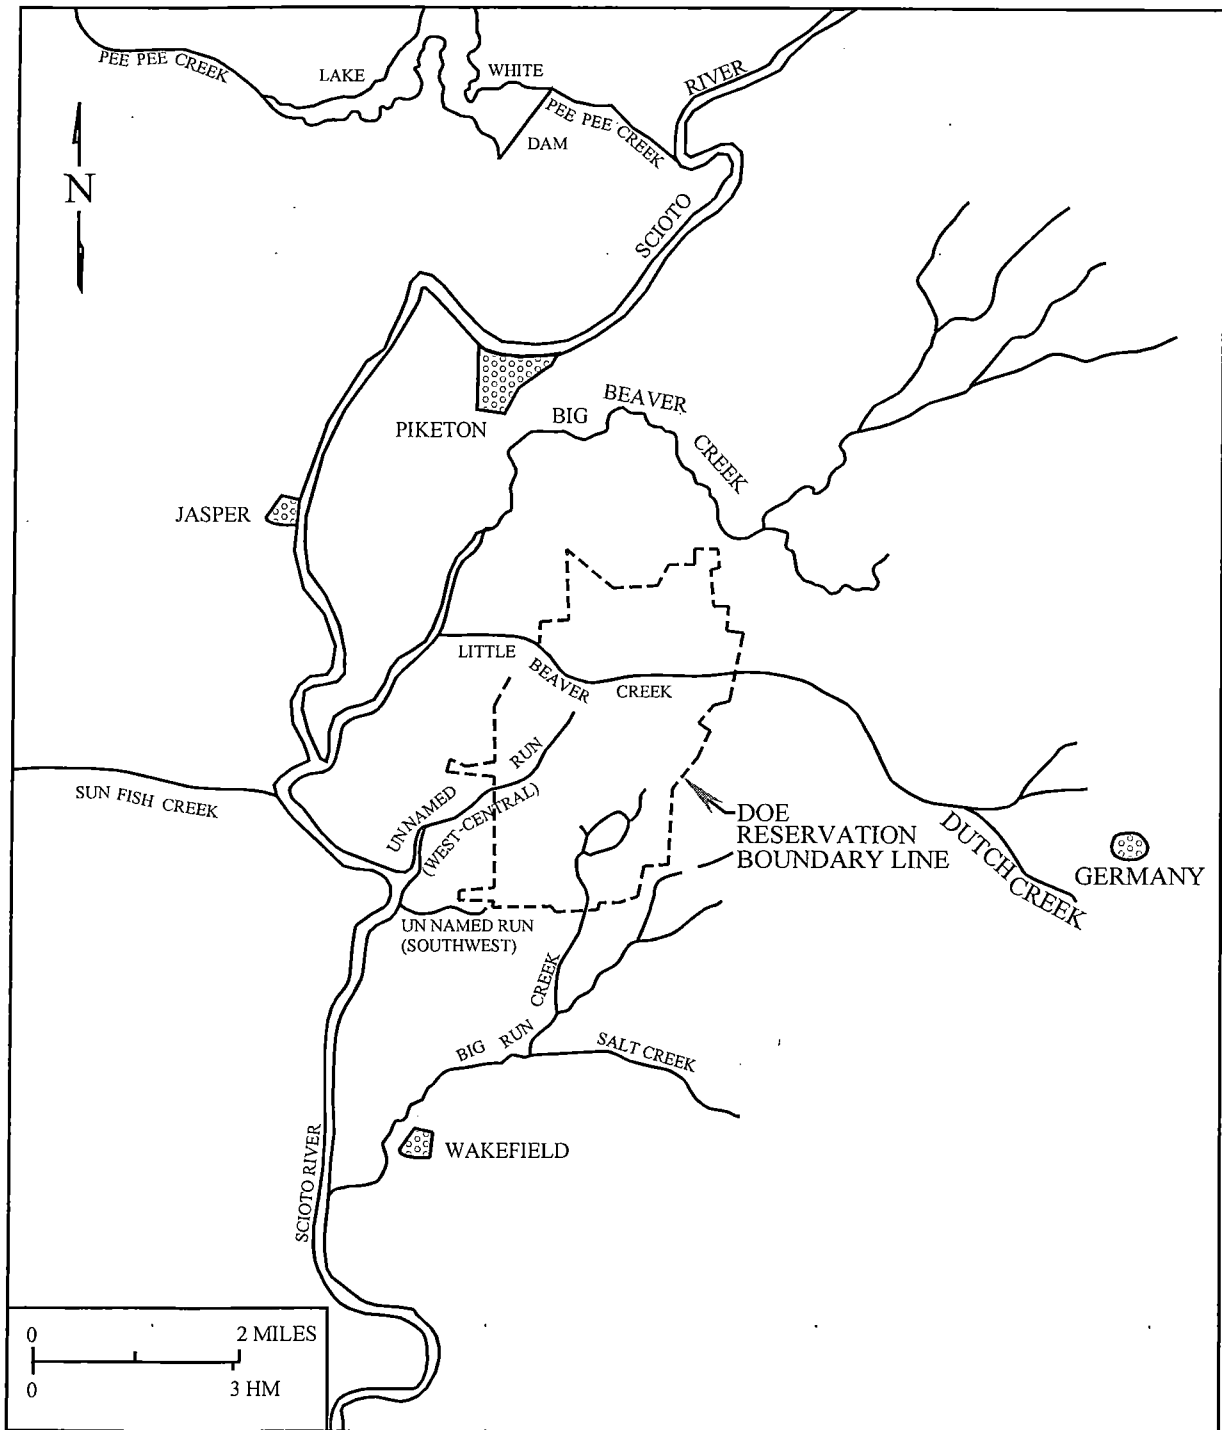 PEE PEE CREEK
LAKE
WHITE
DAM
PEE PEE CREEK
RIVER
SCIOTO
N
PIKETON
BIG
BEAVER
CREEK
JASPER
LITTLE
BEAVER
CREEK
SUN FISH CREEK
UN NAMED
RUN
(WEST-CENTRAL)
DOE
RESERVATION
BOUNDARY LINE
DUTCH
CREEK
GERMANY
UN NAMED RUN
(SOUTHWEST)
BIG
RUN
CREEK
SALT CREEK
WAKEFIELD
SCIOTO RIVER
0
2 MILES
0
3 HM